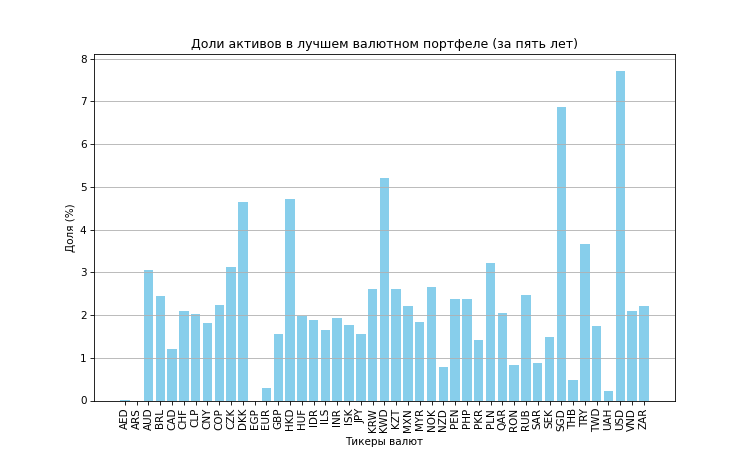 Доли активов в лучшем валютном портфеле (за пять лет)
8
7
6
5
4
3
2
1
0
Доля (%)
AED ARS AUD BRL CAD CHF CLP CNY COP CZK DKK EGP EUR GBP HKD HUF IDR ILS INR ISK JPY KRW KWD KZT MXN MYR NOK NZD PEN PHP PKR PLN QAR RON RUB SAR SEK SGD THB TRY TWD UAH USD VND ZAR
Тикеры валют